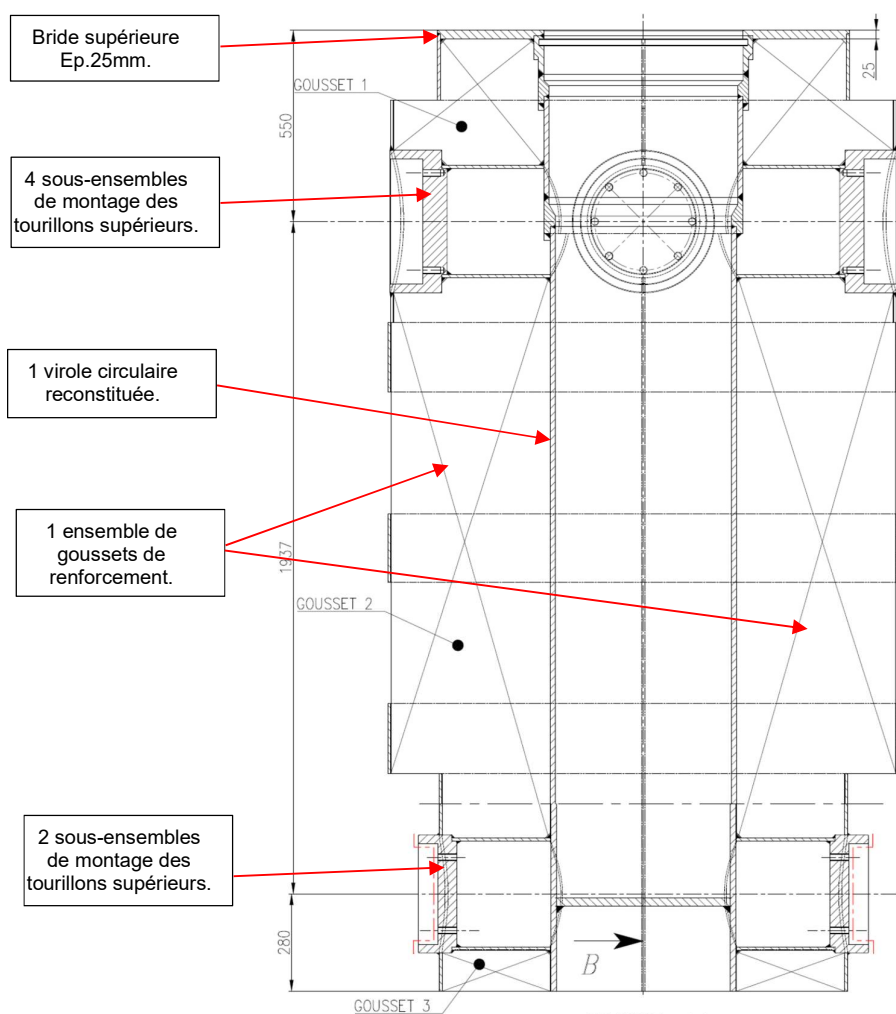 Bride supérieure
Ep.25mm.
25
GOUSSET 1
550
4 sous-ensembles
de montage des
tourillons supérieurs.
1 virole circulaire
reconstituée.
1 ensemble de
goussets de
renforcement.
1937
GOUSSET 2
2 sous-ensembles
de montage des
tourillons supérieurs.
280
B
GOUSSET 3